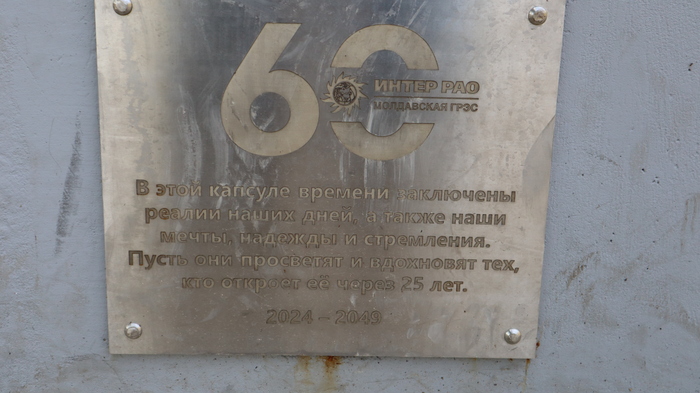 60
ИНТЕР РАО
МОЛДАВСКАЯ ГРЭС
В этой капсуле времени заключены
реалии наших дней, а также наши
мечты, надежды и стремления.
Пусть они просветят и вдохновят тех,
кто откроет её через 25 лет.
2024 – 2049